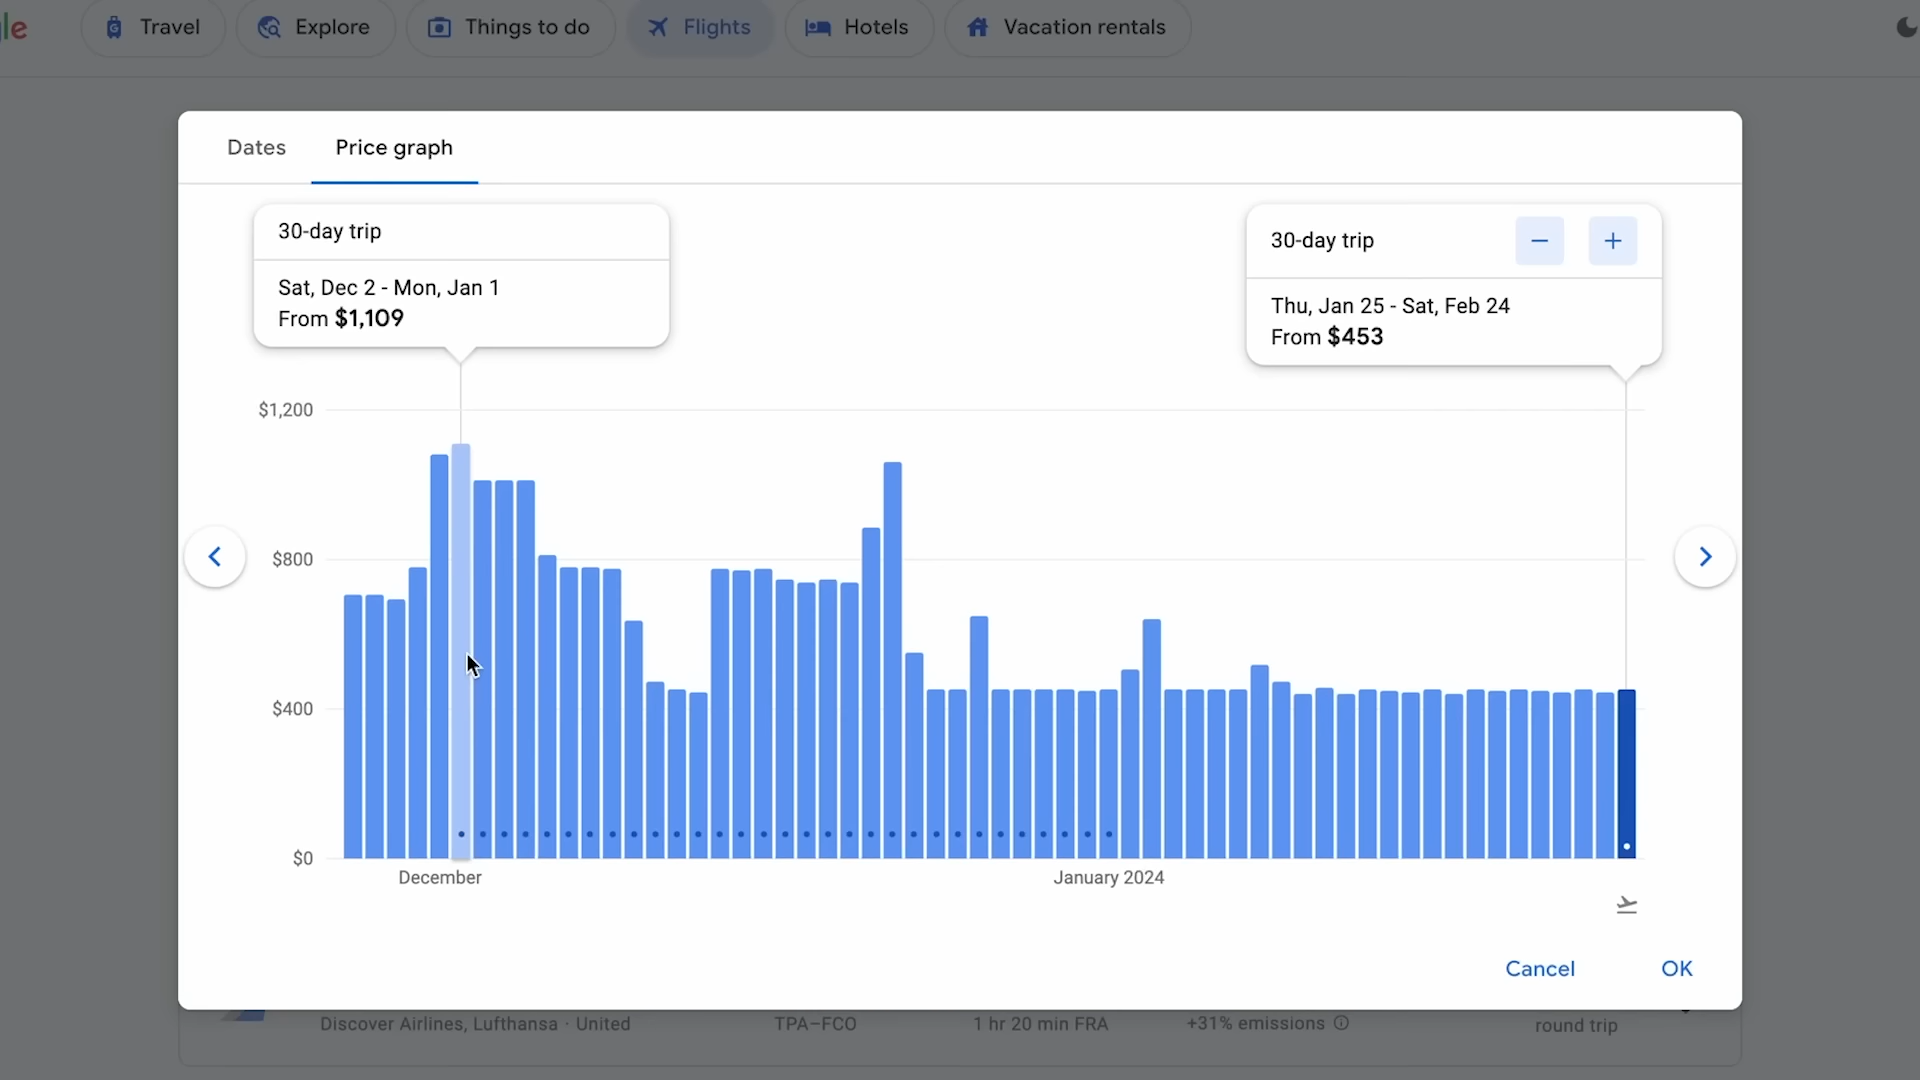 le
Travel
Explore
Things to do
Flights
Hotels
Vacation rentals
Dates
Price graph
30-day trip
Sat, Dec 2 - Mon, Jan 1
From $1,109
30-day trip
− +
Thu, Jan 25 - Sat, Feb 24
From $453
$1,200
$800
$400
$0
December
January 2024
Cancel
OK
Discover Airlines, Lufthansa · United
TPA–FCO
1 hr 20 min FRA
+31% emissions
round trip